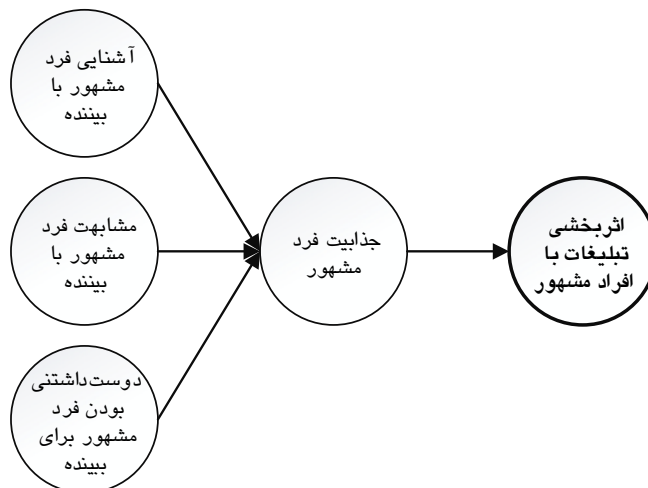 آشنایی فرد
مشهور با
بیننده
مشابهت فرد
مشهور با
بیننده
دوست‌داشتنی
بودن فرد
مشهور برای
بیننده
جذابیت فرد
مشهور
اثربخشی
تبلیغات با
افراد مشهور